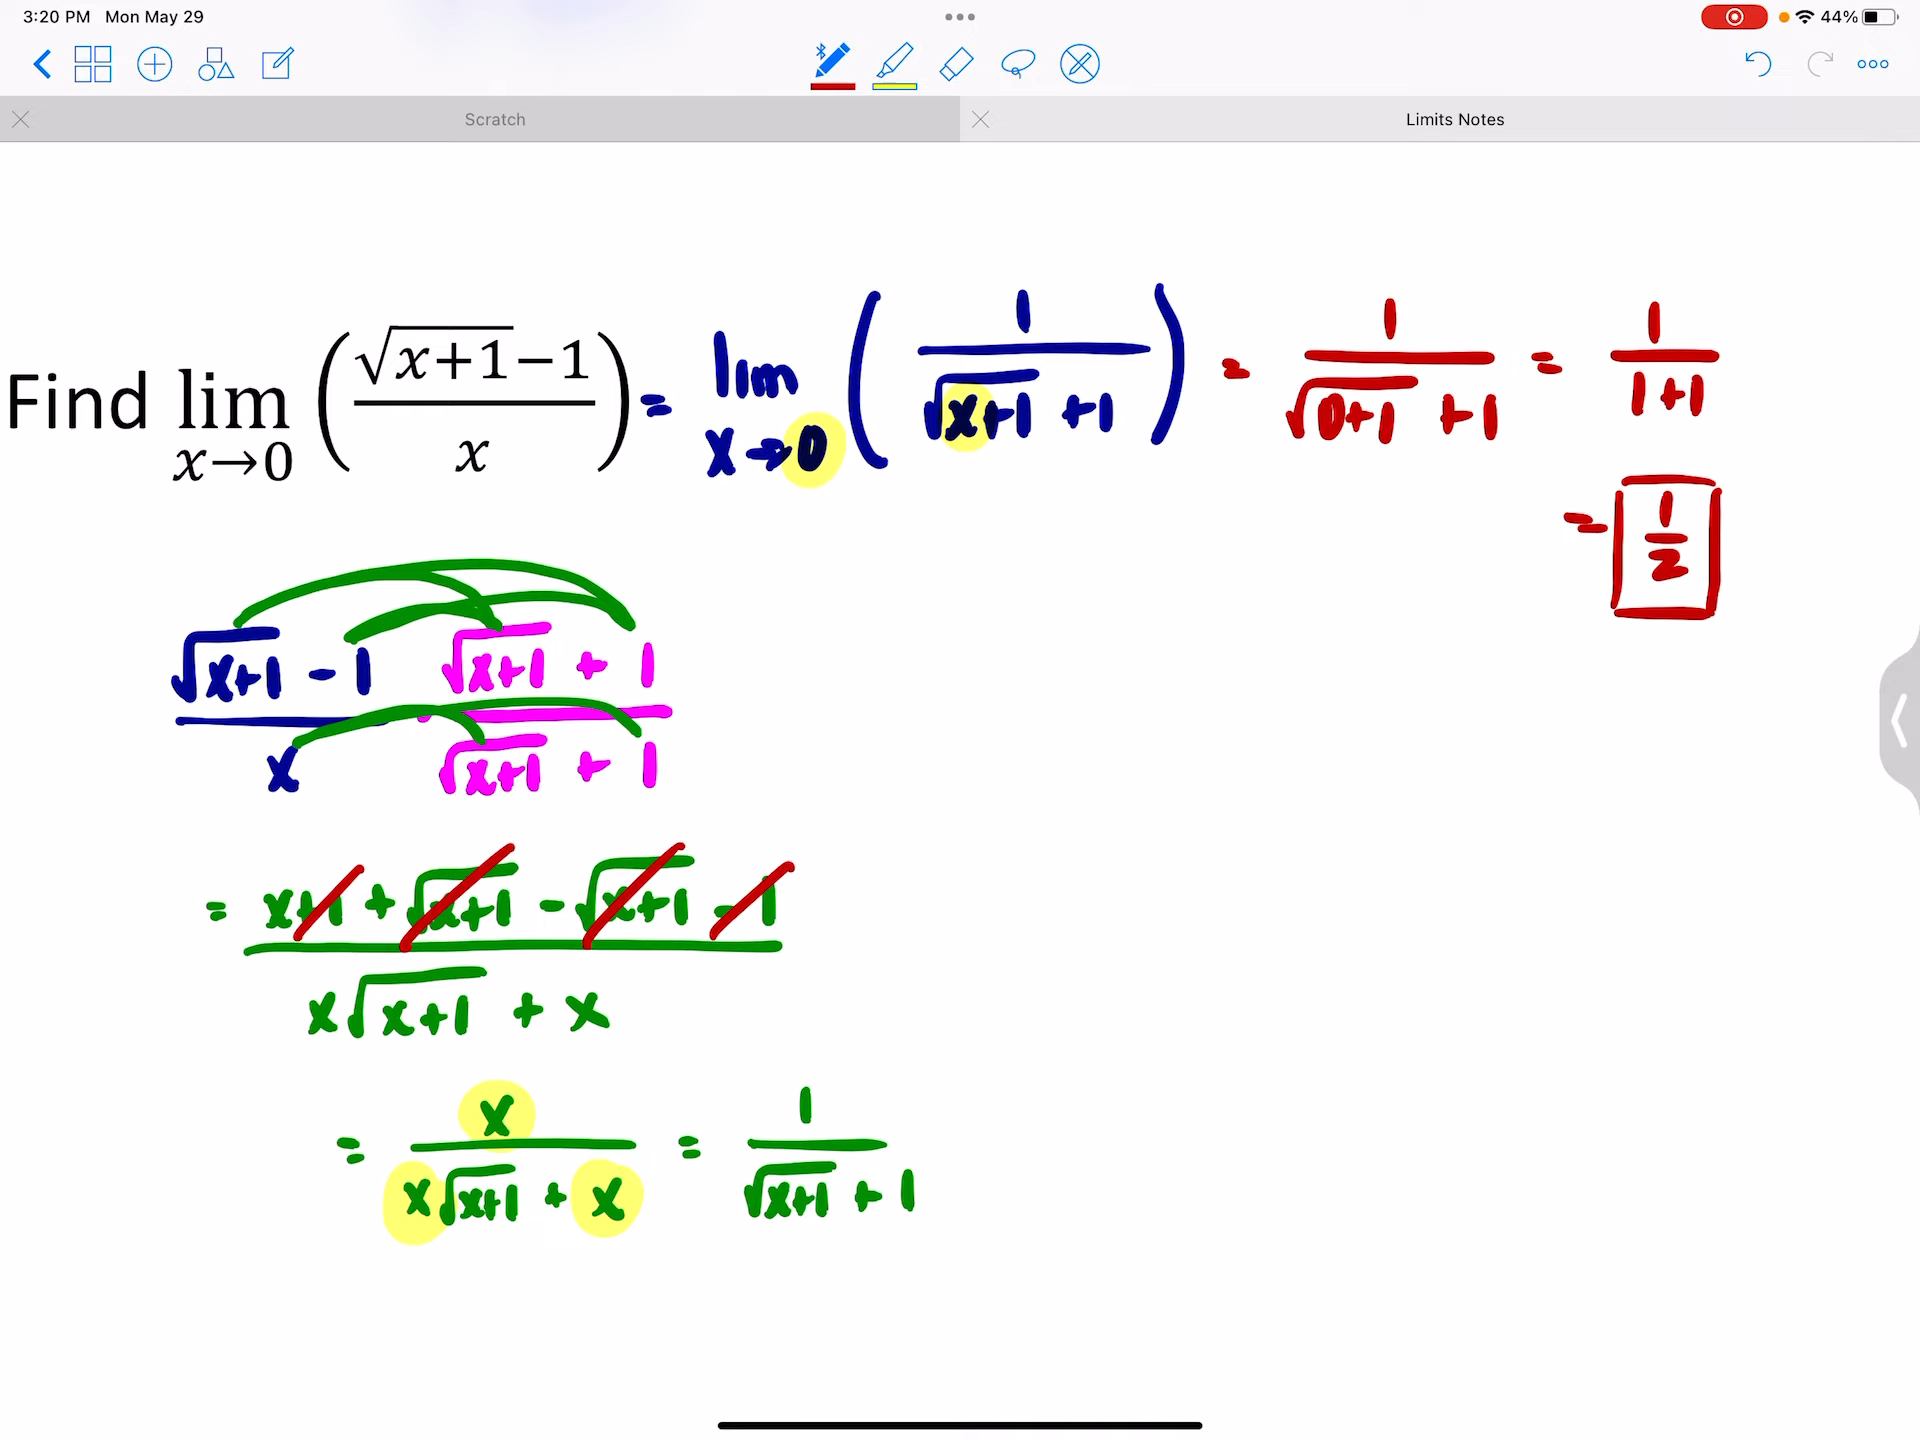 3:20 PM Mon May 29
44%
Scratch
Limits Notes
Find lim x→0 (√(x+1)−1 / x) = lim x→0 (1 / √(x+1) +1) = 1 / √(0+1) +1 = 1 / 1+1
= 1/2
√(x+1) - 1 / x · √(x+1) + 1 / √(x+1) + 1
= x+1 + √(x+1) - √(x+1) - 1 / x√(x+1) + x
= x / x√(x+1) + x = 1 / √(x+1) + 1